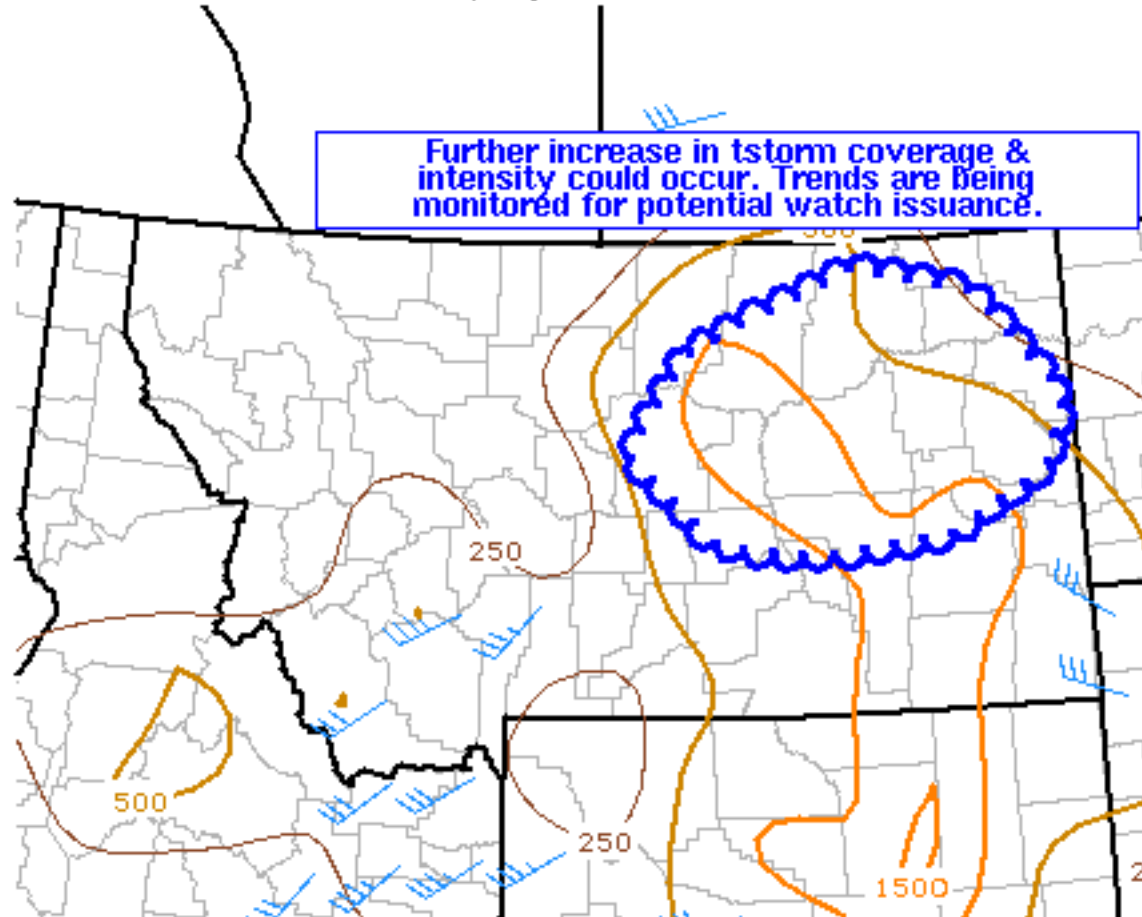 Further increase in tstorm coverage &
intensity could occur. Trends are being
monitored for potential watch issuance.
250
500
250
1500